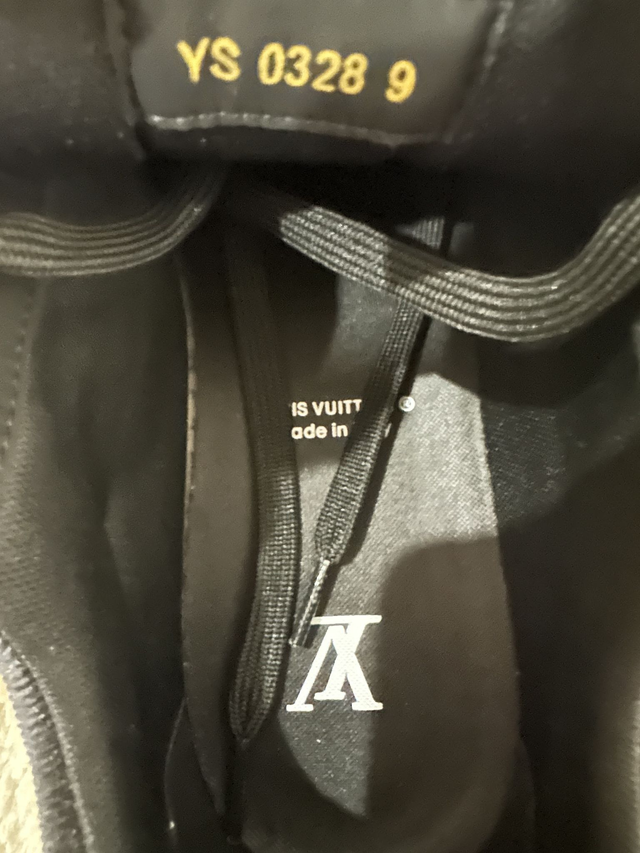 YS 0328 9
IS VUITT ®
ade in